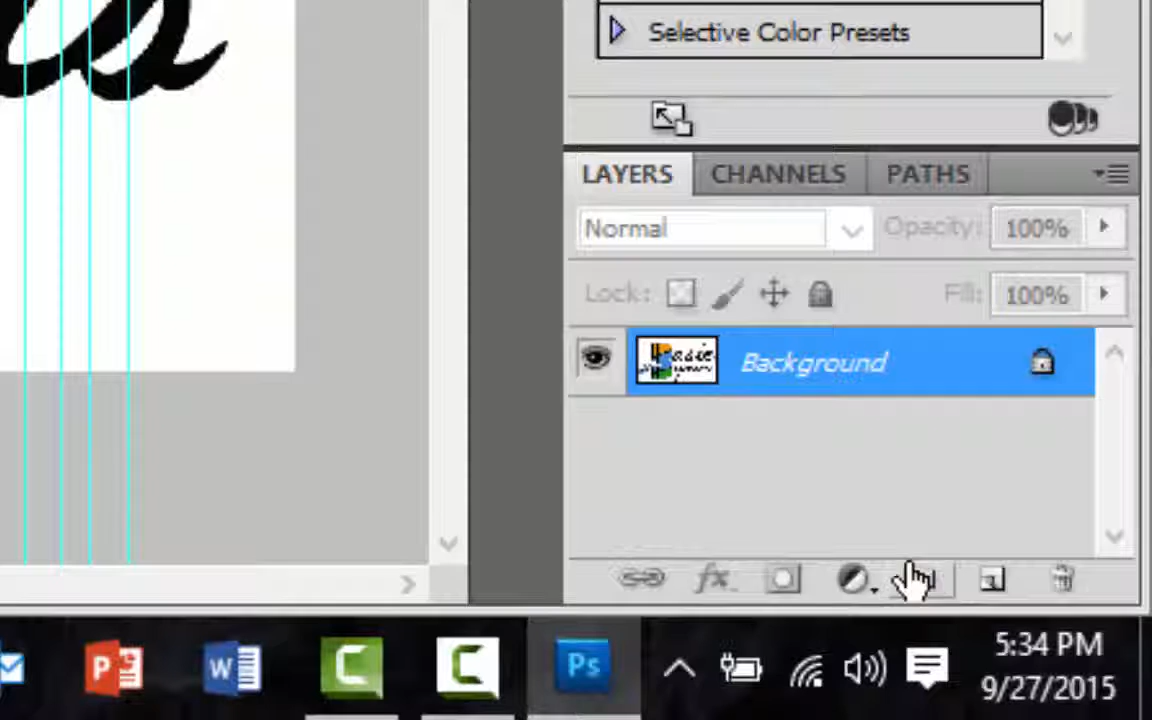 Selective Color Presets
LAYERS CHANNELS PATHS
Normal Opacity: 100%
Lock: Fill: 100%
Background
fx
5:34 PM
9/27/2015